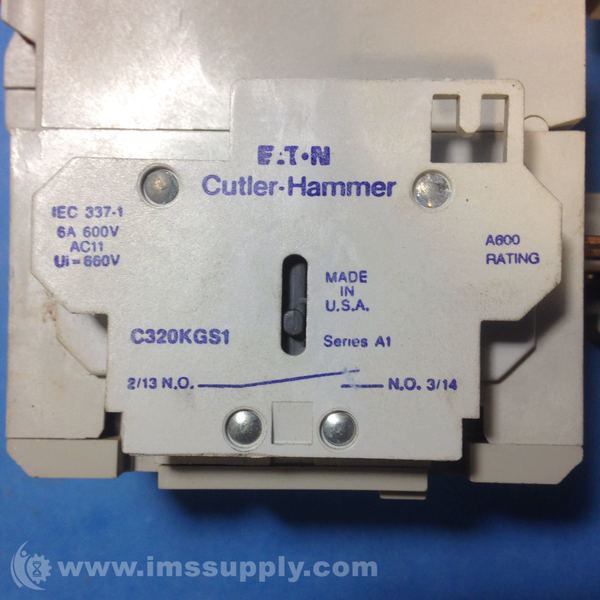 EAT•N
Cutler-Hammer
IEC 337-1
6A 600V
AC11
Ui = 660V
A600
RATING
MADE
IN
U.S.A.
C320KGS1
Series A1
2/13 N.O.
N.O. 3/14
www.imssupply.com